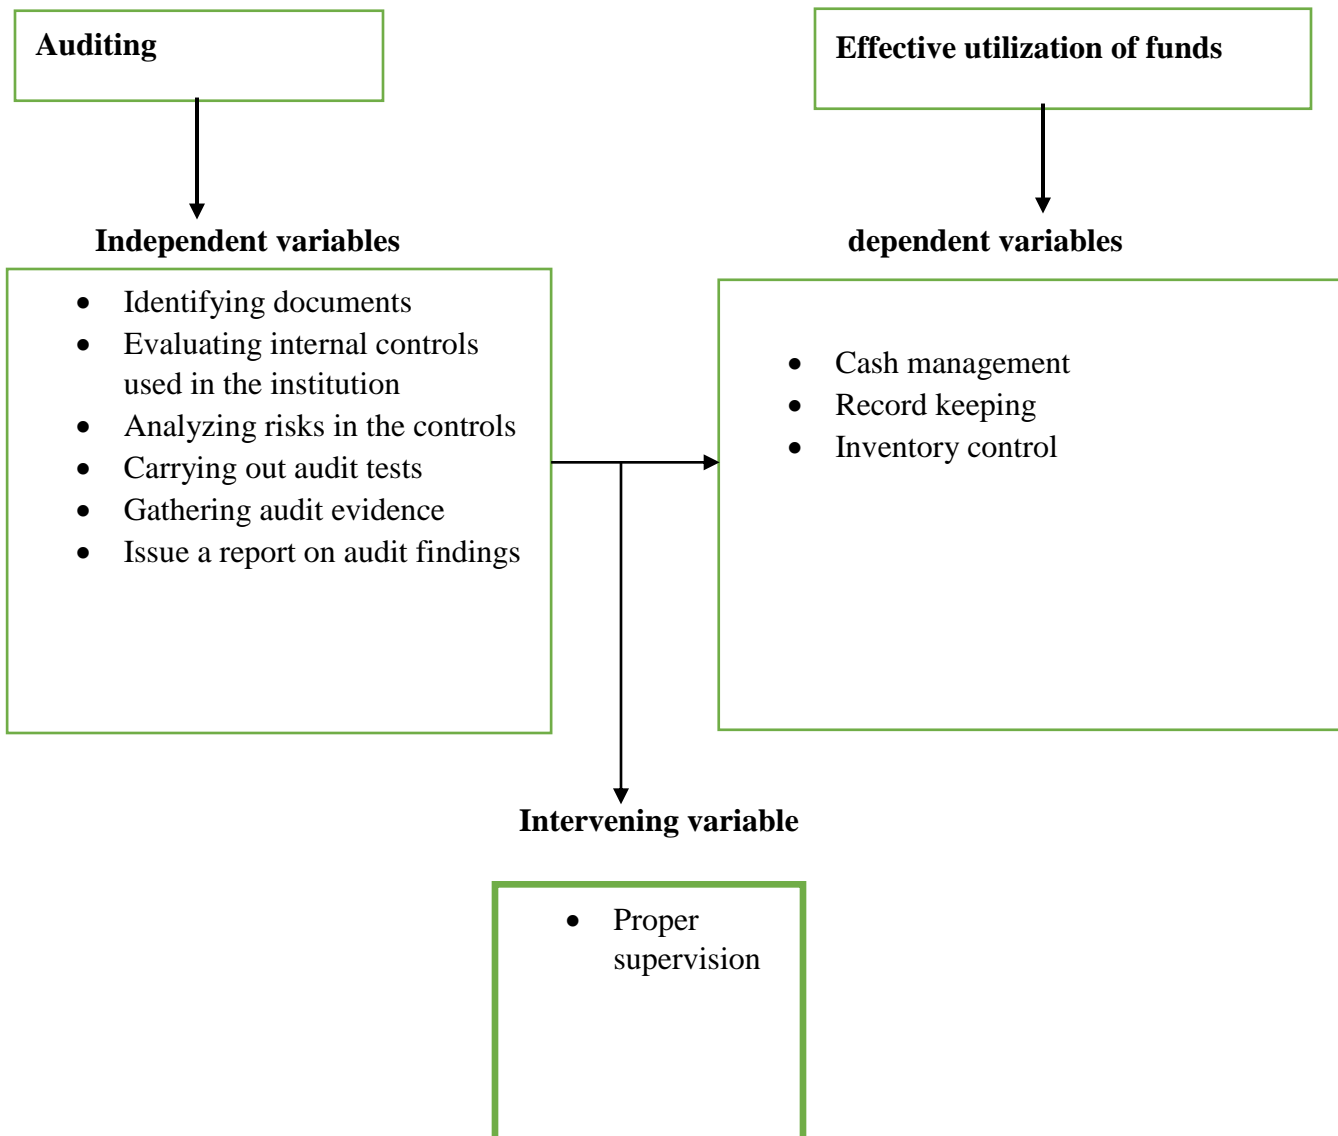 Auditing
Effective utilization of funds
Independent variables
dependent variables
• Identifying documents
• Evaluating internal controls
used in the institution
• Analyzing risks in the controls
• Carrying out audit tests
• Gathering audit evidence
• Issue a report on audit findings
• Cash management
• Record keeping
• Inventory control
Intervening variable
• Proper
supervision